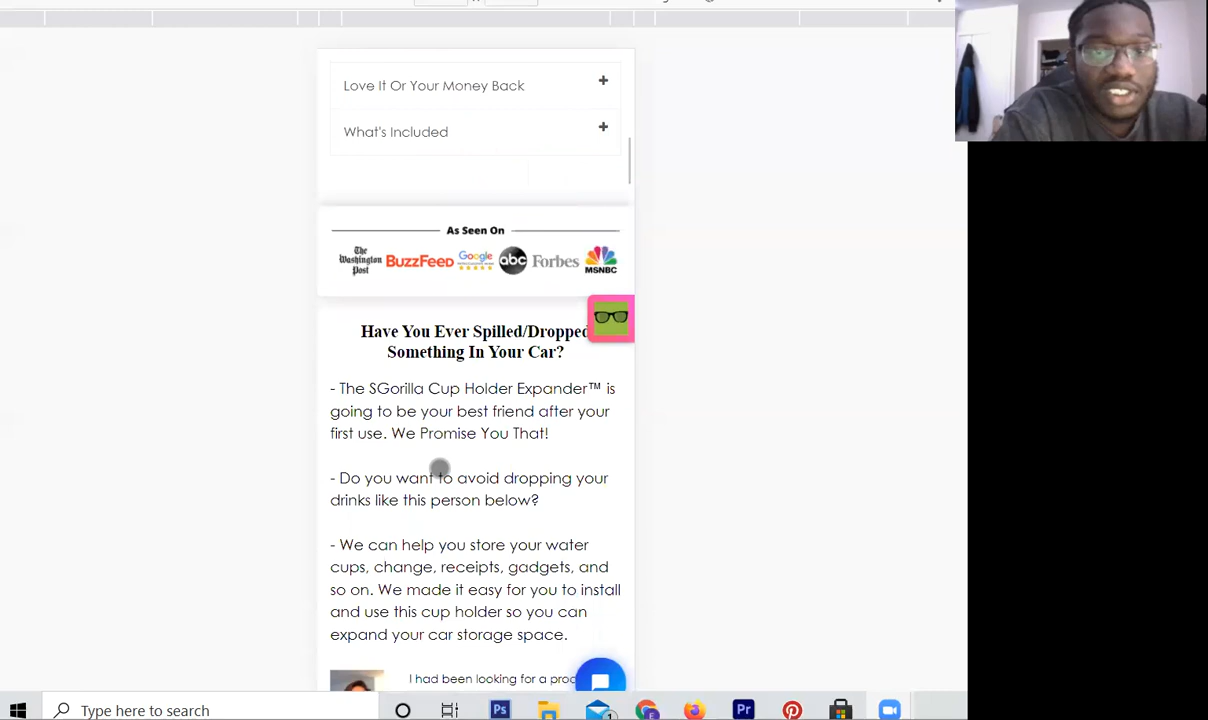 Love It Or Your Money Back
What's Included
As Seen On
The Washington Post
BuzzFeed
Google
abc
Forbes
MSNBC
Have You Ever Spilled/Dropped
Something In Your Car?
- The SGorilla Cup Holder Expander™ is
going to be your best friend after your
first use. We Promise You That!
- Do you want to avoid dropping your
drinks like this person below?
- We can help you store your water
cups, change, receipts, gadgets, and
so on. We made it easy for you to install
and use this cup holder so you can
expand your car storage space.
I had been looking for a
Type here to search
Ps
Pr
1